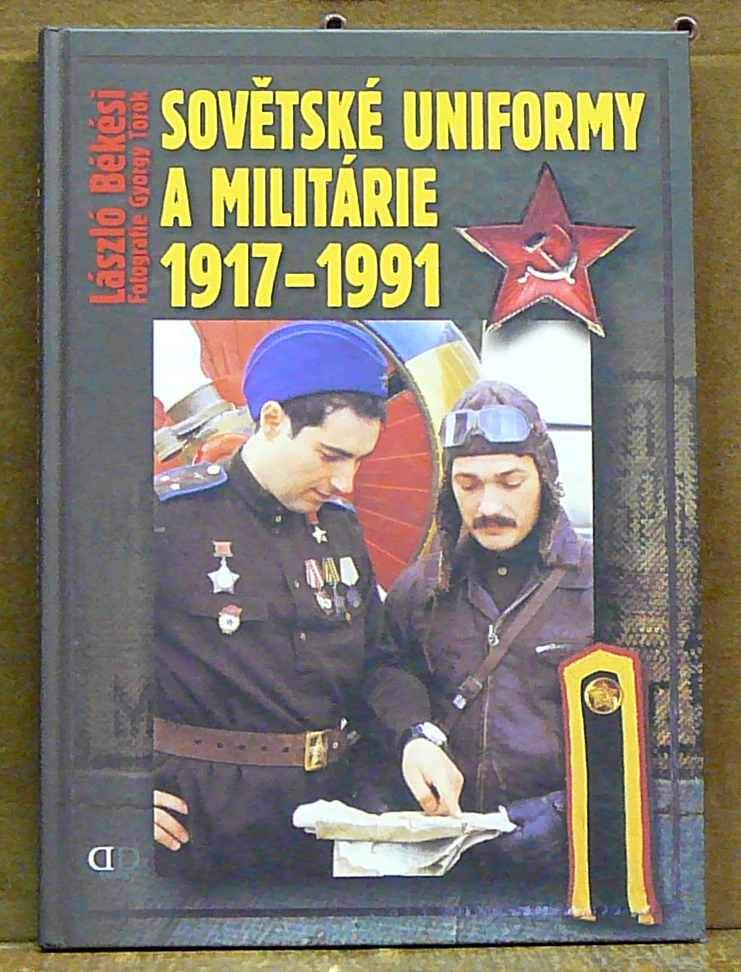 SOVĚTSKÉ UNIFORMY
A MILITÁRIE
1917–1991
László Békési
Fotografie György Török